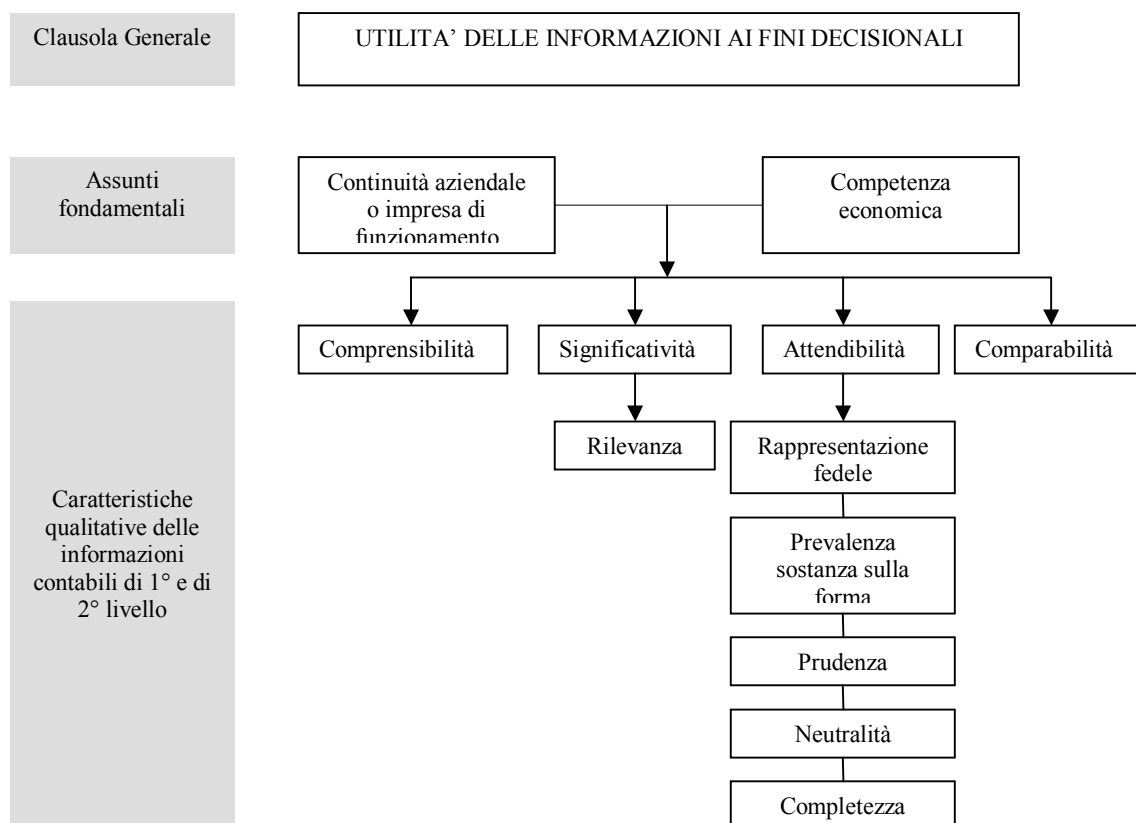 Clausola Generale
UTILITA’ DELLE INFORMAZIONI AI FINI DECISIONALI
Assunti
fondamentali
Continuità aziendale
o impresa di
funzionamento
Competenza
economica
Caratteristiche
qualitative delle
informazioni
contabili di 1° e di
2° livello
Comprensibilità
Significatività
Attendibilità
Comparabilità
Rilevanza
Rappresentazione
fedele
Prevalenza
sostanza sulla
forma
Prudenza
Neutralità
Completezza